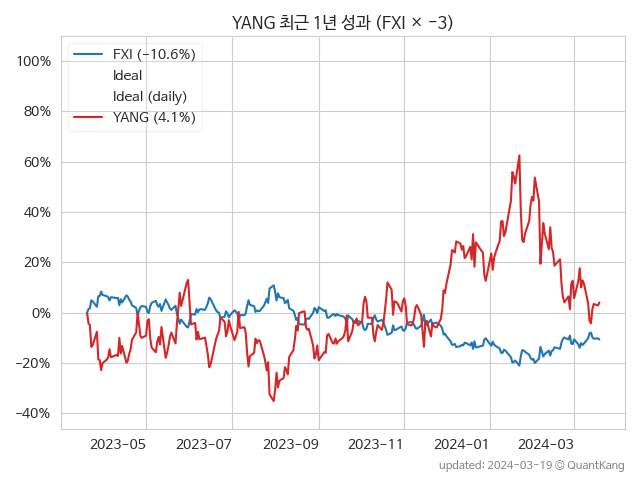 YANG 최근 1년 성과 (FXI × -3)
FXI (-10.6%)
Ideal
Ideal (daily)
YANG (4.1%)
100%
80%
60%
40%
20%
0%
-20%
-40%
2023-05 2023-07 2023-09 2023-11 2024-01 2024-03
updated: 2024-03-19 © QuantKang